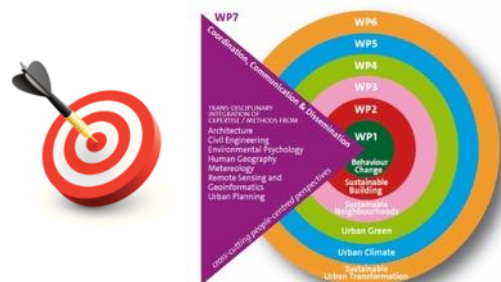 WP7
Coordination, Communication & Dissemination
TRANS-DISCIPLINARY
INTEGRATION OF
EXPERTISE / METHODS FROM
Architecture
Civil Engineering
Environmental Psychology
Human Geography
Metereology
Remote Sensing and
Geoinformatics
Urban Planning
cross-cutting people-centred perspectives
WP6
WP5
WP4
WP3
WP2
WP1
Behaviour
Change
Sustainable
Building
Sustainable
Neighbourhoods
Urban Green
Urban Climate
Sustainable
Urban Transformation